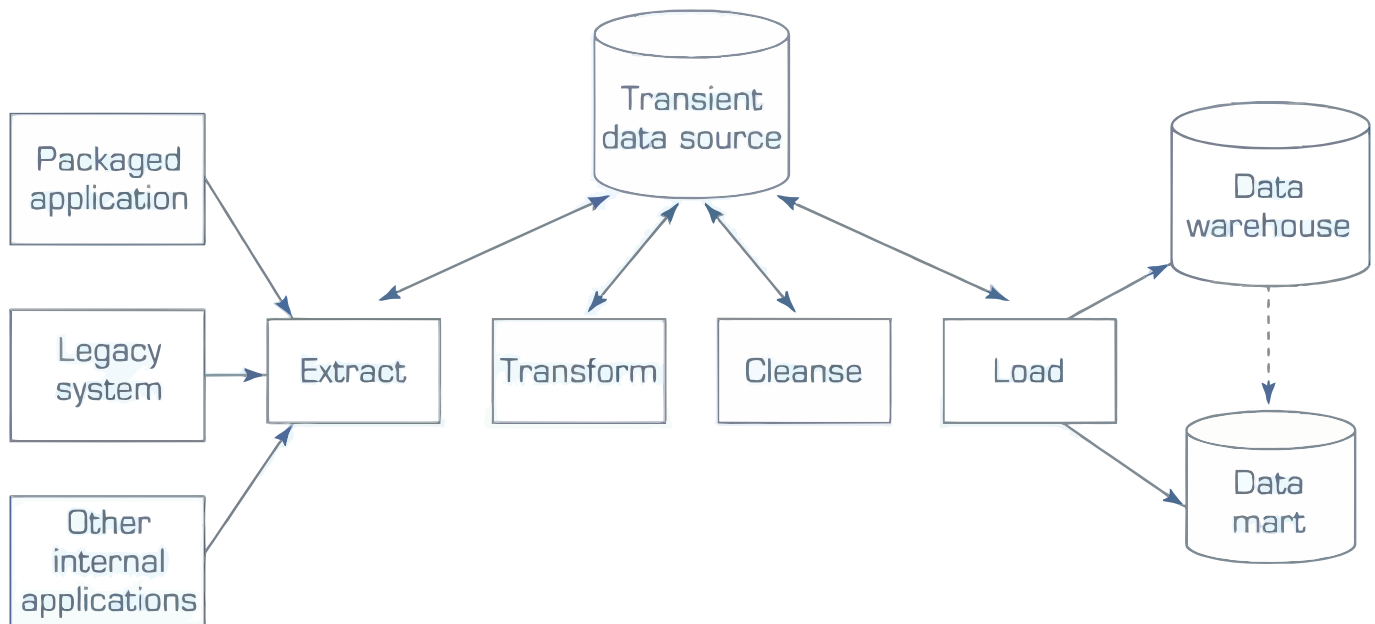 Transient
data source
Packaged
application
Data
warehouse
Legacy
system
Extract
Transform
Cleanse
Load
Data
mart
Other
internal
applications